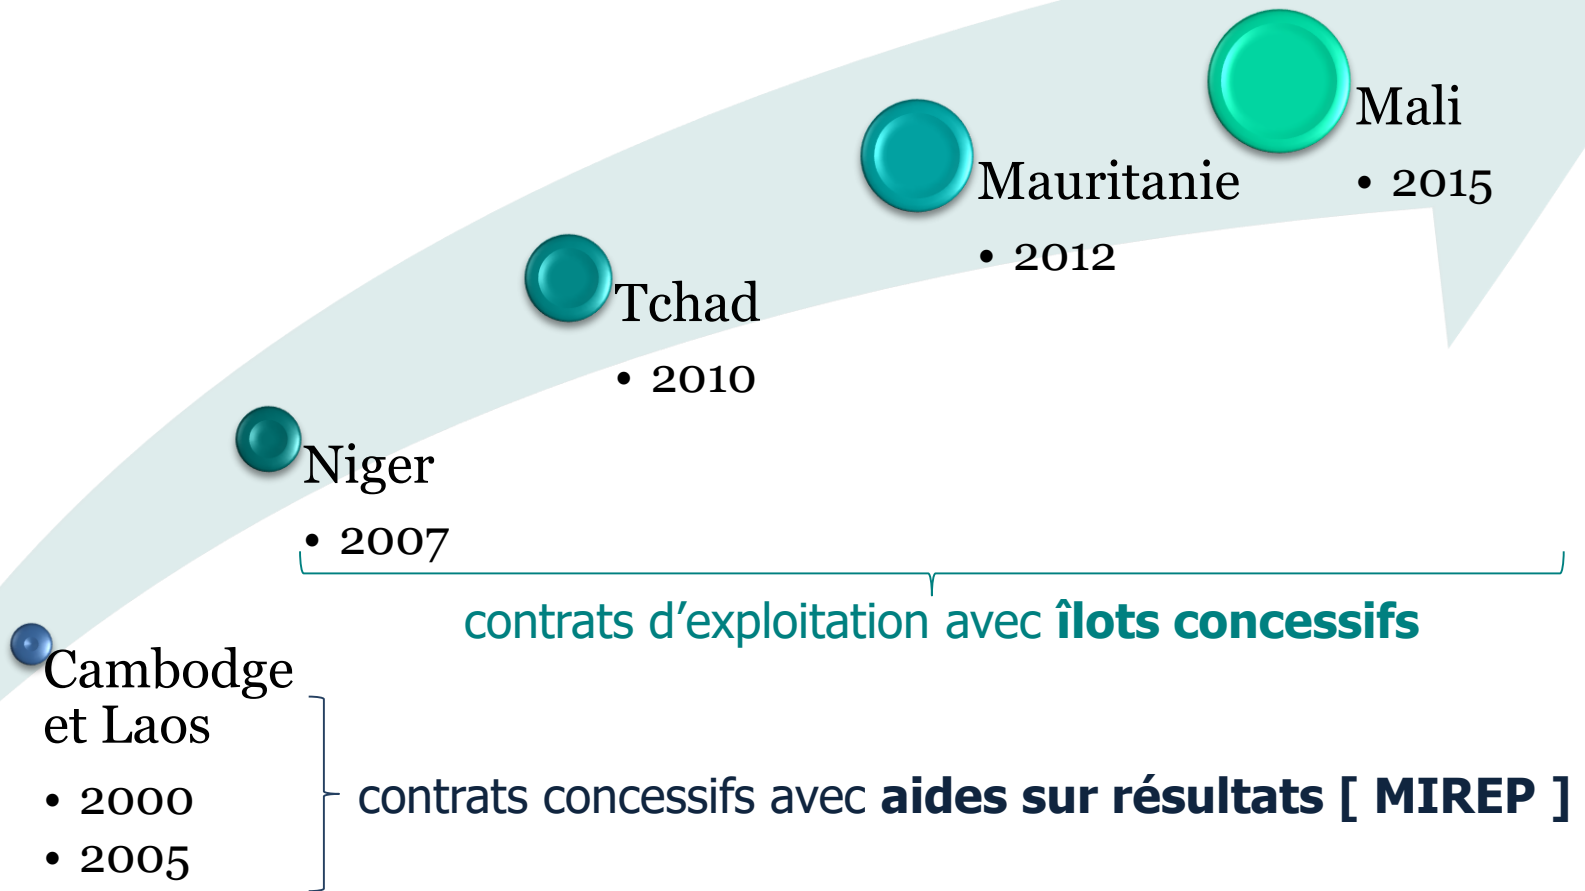 Mali
• 2015
Mauritanie
• 2012
Tchad
• 2010
Niger
• 2007
contrats d’exploitation avec îlots concessifs
Cambodge
et Laos
• 2000
• 2005
contrats concessifs avec aides sur résultats [ MIREP ]